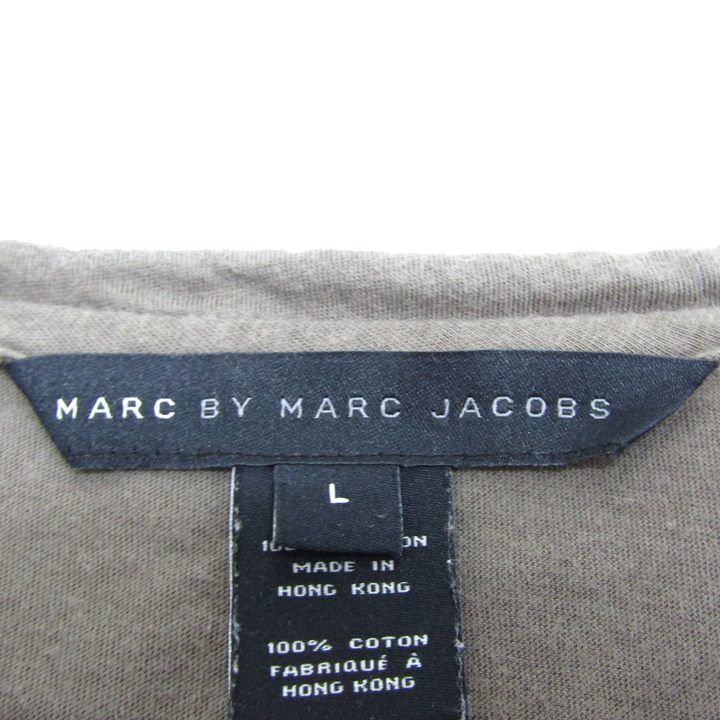 MARC BY MARC JACOBS
L
MADE IN
HONG KONG
100% COTON
FABRIQUÉ À
HONG KONG